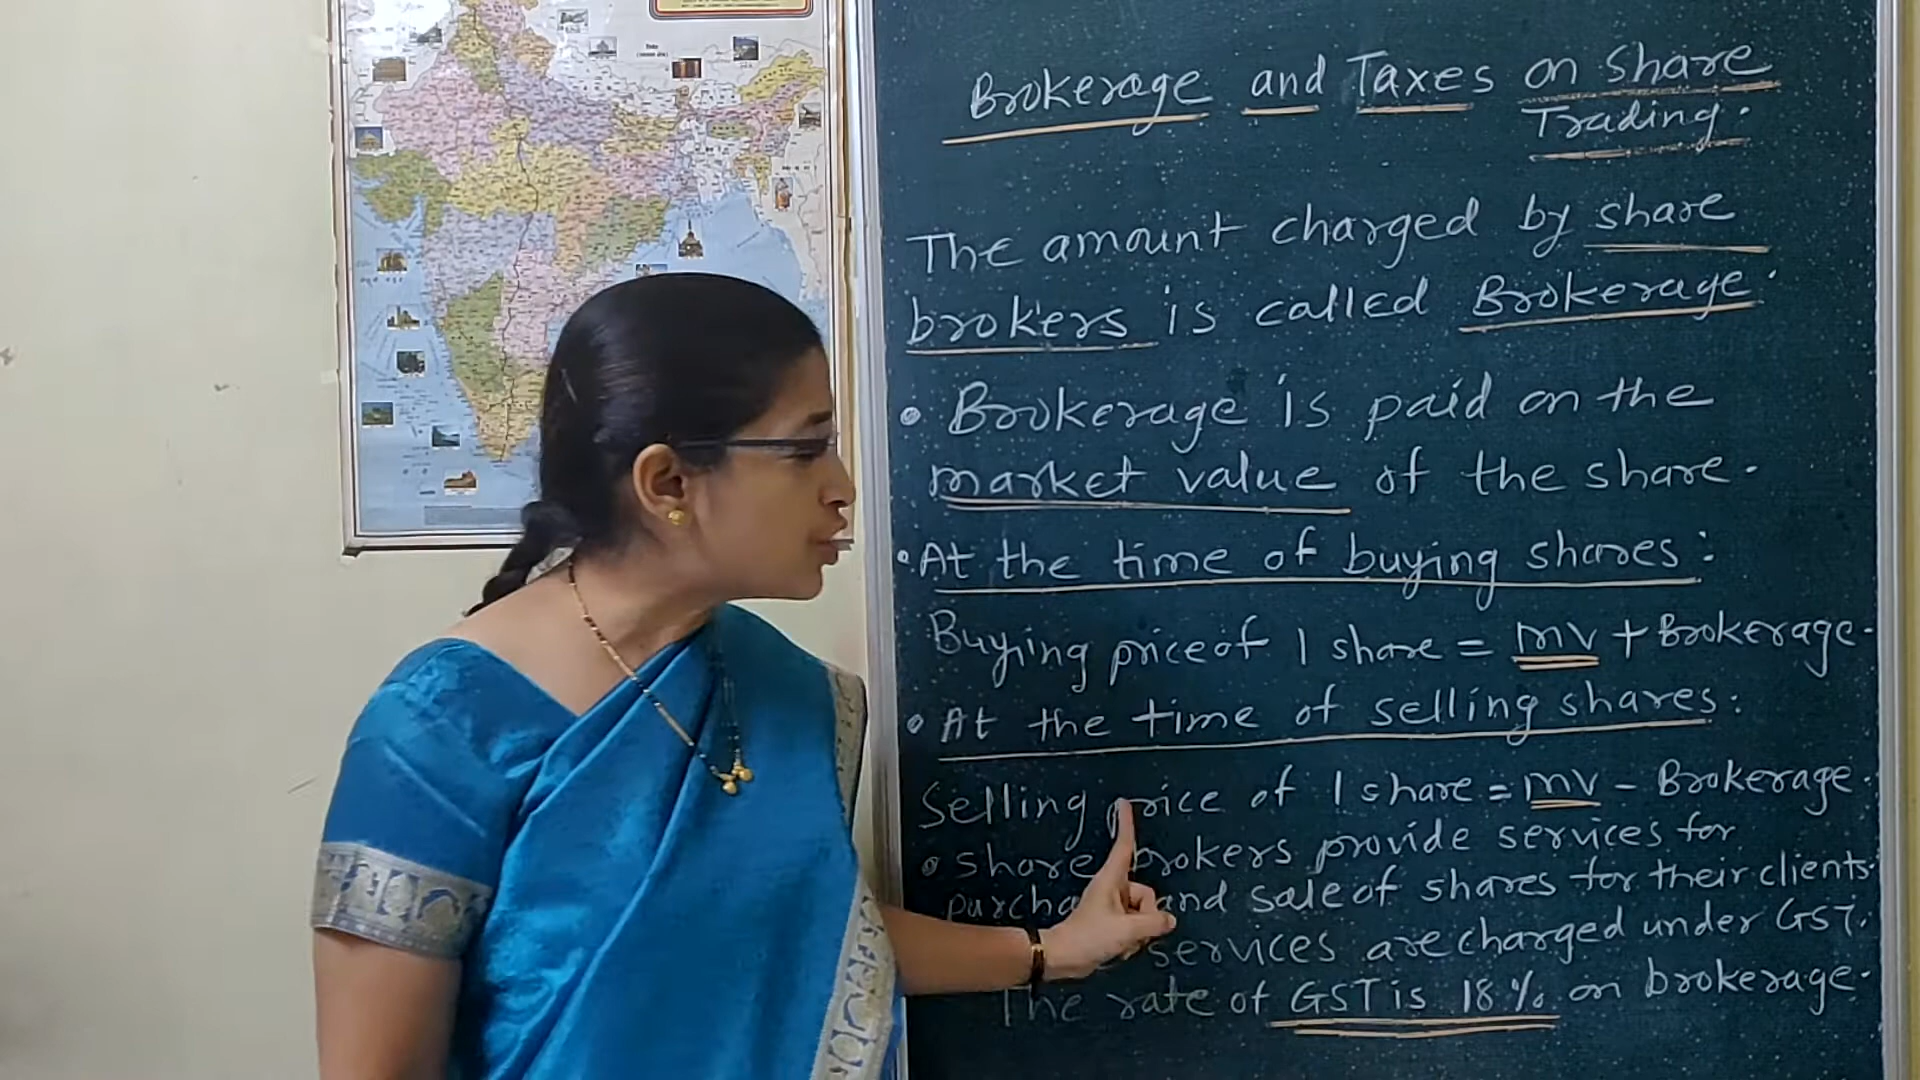 Brokerage and Taxes on Share
Trading.
The amount charged by share
brokers is called Brokerage.
• Brokerage is paid on the
market value of the share.
• At the time of buying shares:
Buying price of 1 share = MV + Brokerage.
• At the time of selling shares:
Selling price of 1 share = MV - Brokerage.
• Share brokers provide services for
and sale of shares for their clients.
services are charged under GST.
The rate of GST is 18% on brokerage.